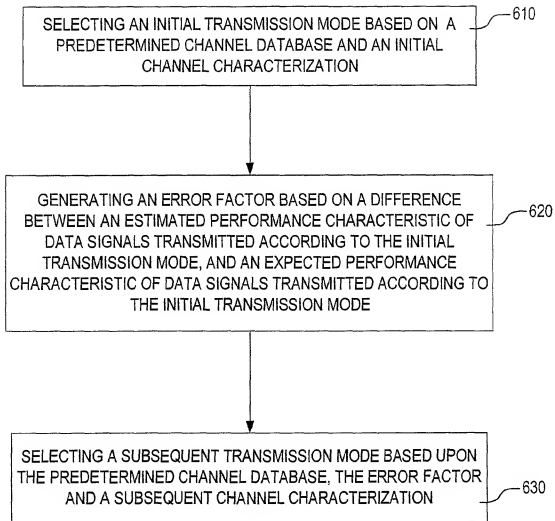 SELECTING AN INITIAL TRANSMISSION MODE BASED ON A
PREDETERMINED CHANNEL DATABASE AND AN INITIAL
CHANNEL CHARACTERIZATION
610
GENERATING AN ERROR FACTOR BASED ON A DIFFERENCE
BETWEEN AN ESTIMATED PERFORMANCE CHARACTERISTIC OF
DATA SIGNALS TRANSMITTED ACCORDING TO THE INITIAL
TRANSMISSION MODE, AND AN EXPECTED PERFORMANCE
CHARACTERISTIC OF DATA SIGNALS TRANSMITTED ACCORDING TO
THE INITIAL TRANSMISSION MODE
620
SELECTING A SUBSEQUENT TRANSMISSION MODE BASED UPON
THE PREDETERMINED CHANNEL DATABASE, THE ERROR FACTOR
AND A SUBSEQUENT CHANNEL CHARACTERIZATION
630